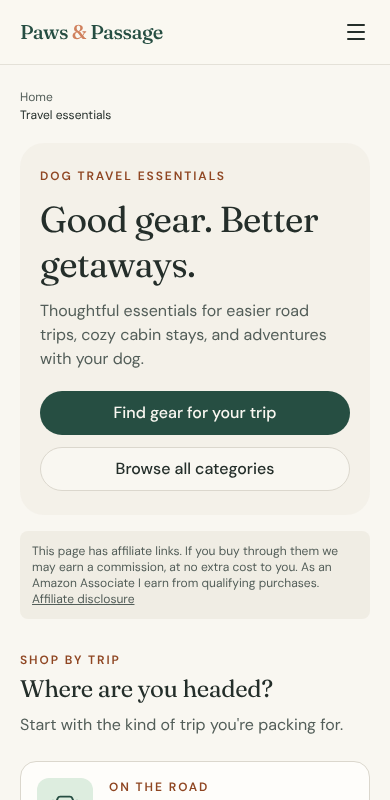 Paws & Passage
Home
Travel essentials
DOG TRAVEL ESSENTIALS
Good gear. Better
getaways.
Thoughtful essentials for easier road
trips, cozy cabin stays, and adventures
with your dog.
Find gear for your trip
Browse all categories
This page has affiliate links. If you buy through them we
may earn a commission, at no extra cost to you. As an
Amazon Associate I earn from qualifying purchases.
Affiliate disclosure
SHOP BY TRIP
Where are you headed?
Start with the kind of trip you're packing for.
ON THE ROAD